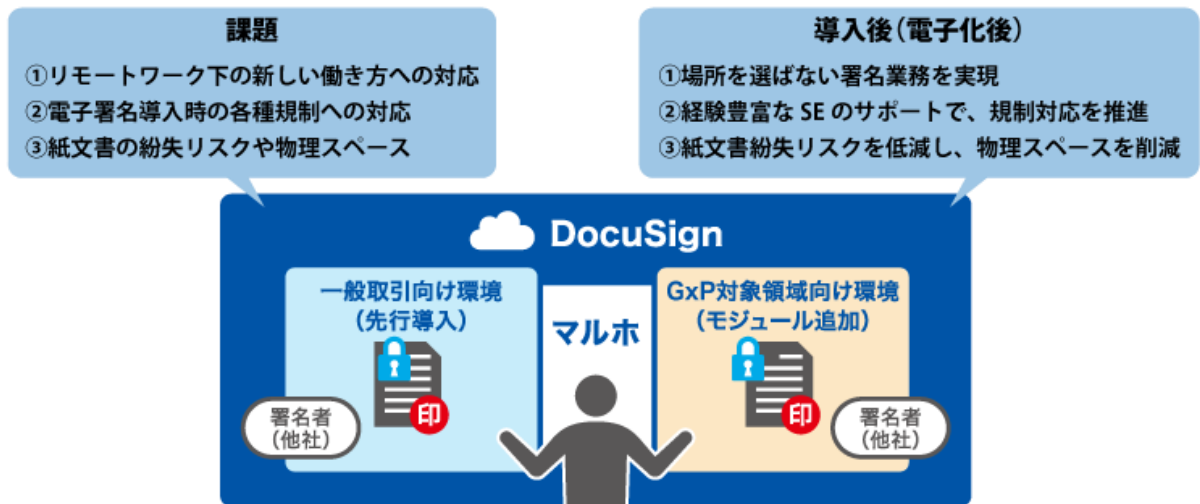 課題
①リモートワーク下の新しい働き方への対応
②電子署名導入時の各種規制への対応
③紙文書の紛失リスクや物理スペース
導入後(電子化後)
①場所を選ばない署名業務を実現
②経験豊富な SE のサポートで、規制対応を推進
③紙文書紛失リスクを低減し、物理スペースを削減
DocuSign
一般取引向け環境
(先行導入)
印
署名者
(他社)
マルホ
GxP対象領域向け環境
(モジュール追加)
印
署名者
(他社)